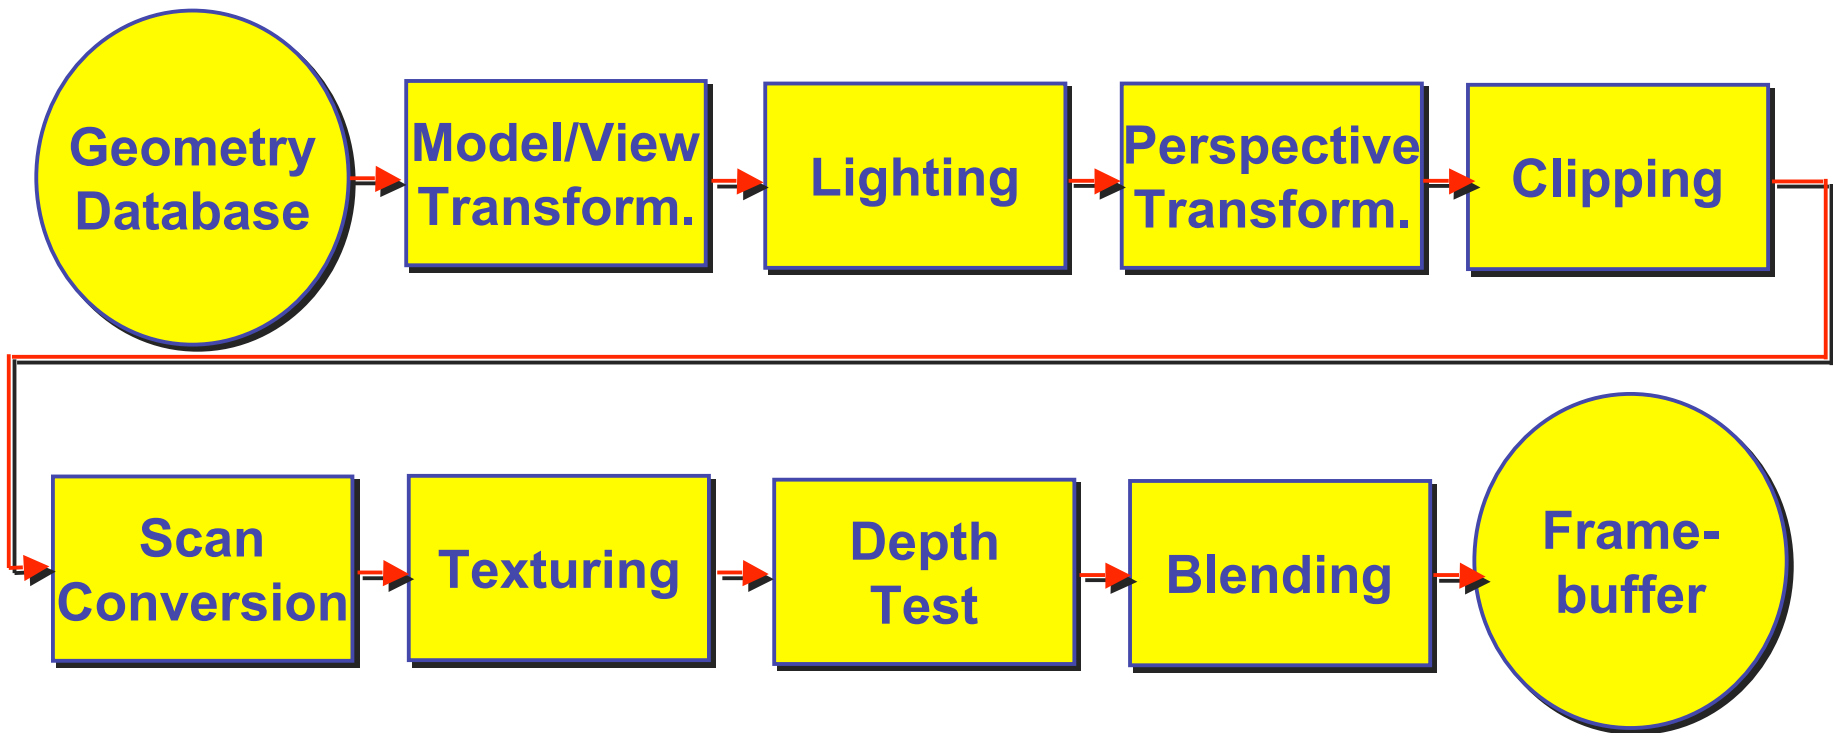 Geometry
Database
Model/View
Transform.
Lighting
Perspective
Transform.
Clipping
Scan
Conversion
Texturing
Depth
Test
Blending
Frame-
buffer